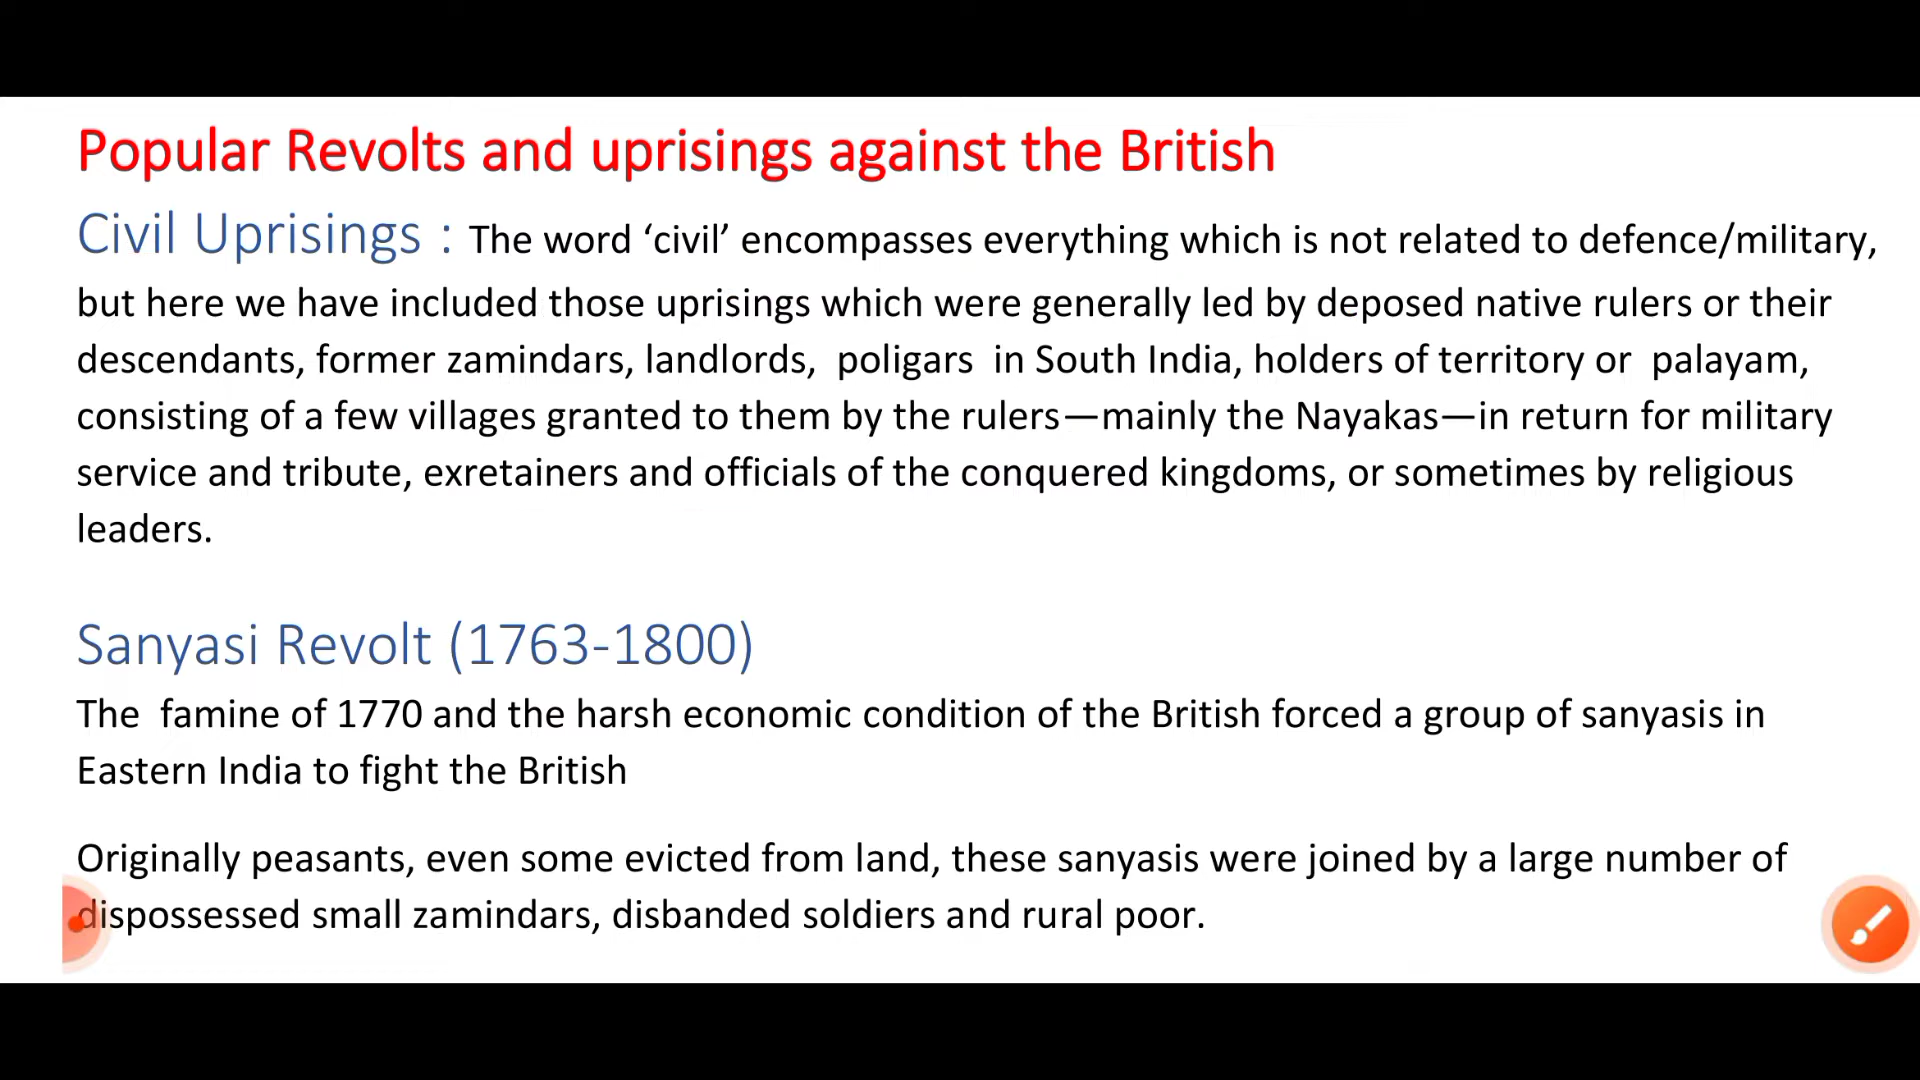 Popular Revolts and uprisings against the British
Civil Uprisings : The word ‘civil’ encompasses everything which is not related to defence/military,
but here we have included those uprisings which were generally led by deposed native rulers or their
descendants, former zamindars, landlords,  poligars  in South India, holders of territory or  palayam,
consisting of a few villages granted to them by the rulers—mainly the Nayakas—in return for military
service and tribute, exretainers and officials of the conquered kingdoms, or sometimes by religious
leaders.
Sanyasi Revolt (1763-1800)
The  famine of 1770 and the harsh economic condition of the British forced a group of sanyasis in
Eastern India to fight the British
Originally peasants, even some evicted from land, these sanyasis were joined by a large number of
dispossessed small zamindars, disbanded soldiers and rural poor.